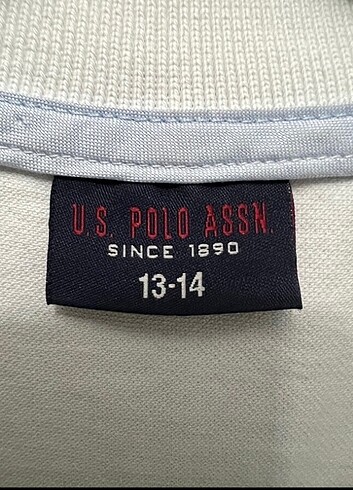 U.S. POLO ASSN.
SINCE 1890
13-14